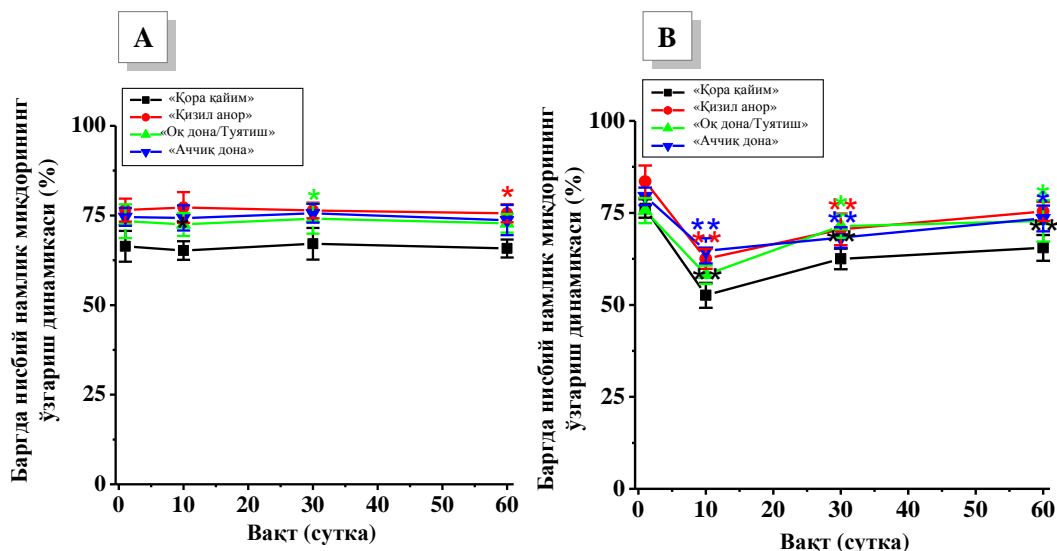 A
Баргда нисбий намлик миқдорининг
ўзгариш динамикаси (%)
«Қора қайим»
«Қизил анор»
«Оқ дона/Туятиш»
«Аччиқ дона»
100
75
50
25
0
*
*
0 10 20 30 40 50 60
Вақт (сутка)
B
Баргда нисбий намлик миқдорининг
ўзгариш динамикаси (%)
«Қора қайим»
«Қизил анор»
«Оқ дона/Туятиш»
«Аччиқ дона»
100
75
50
25
0
**
**
**
*
**
**
**
*
*
**
0 10 20 30 40 50 60
Вақт (сутка)